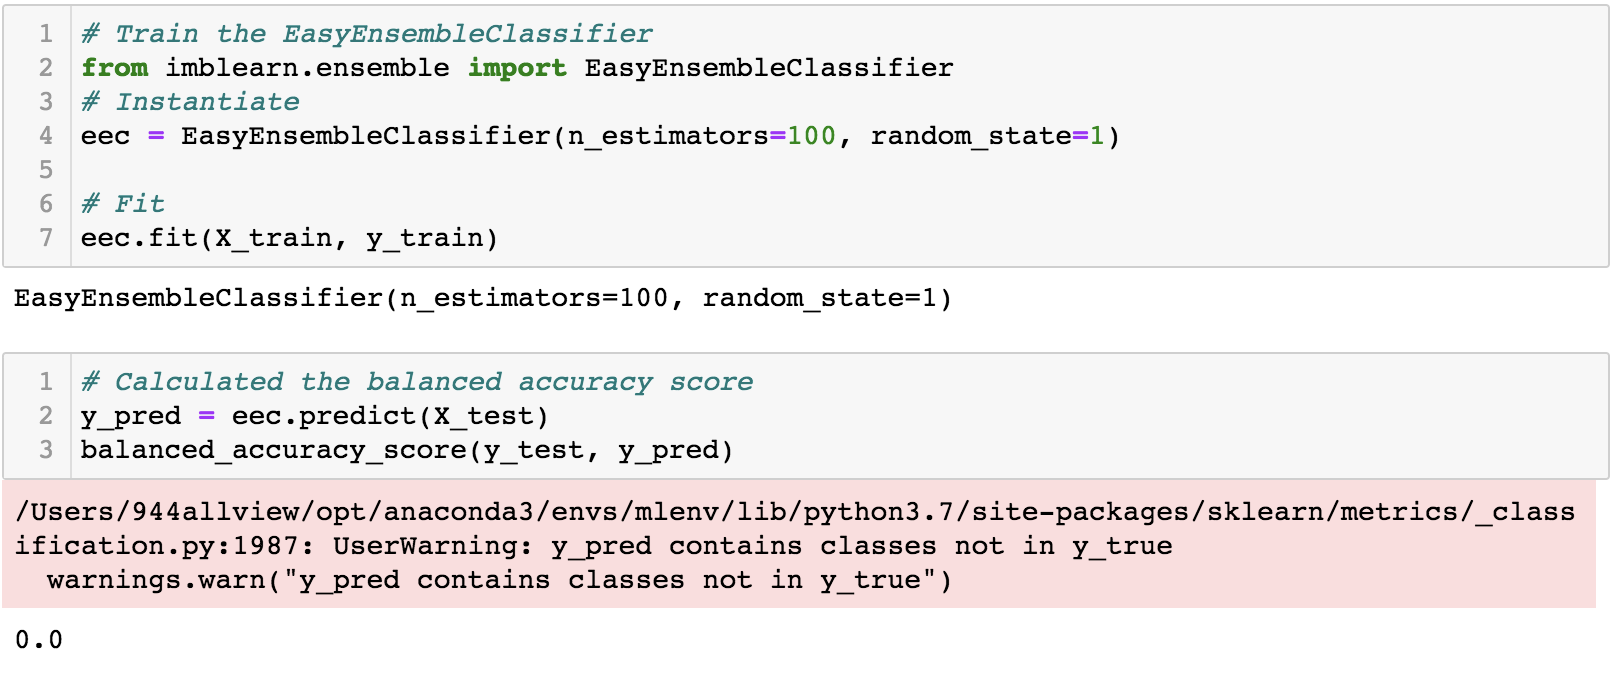 1 # Train the EasyEnsembleClassifier
2 from imblearn.ensemble import EasyEnsembleClassifier
3 # Instantiate
4 eec = EasyEnsembleClassifier(n_estimators=100, random_state=1)
5
6 # Fit
7 eec.fit(X_train, y_train)
EasyEnsembleClassifier(n_estimators=100, random_state=1)
1 # Calculated the balanced accuracy score
2 y_pred = eec.predict(X_test)
3 balanced_accuracy_score(y_test, y_pred)
/Users/944allview/opt/anaconda3/envs/mlenv/lib/python3.7/site-packages/sklearn/metrics/_class
ification.py:1987: UserWarning: y_pred contains classes not in y_true
  warnings.warn("y_pred contains classes not in y_true")
0.0